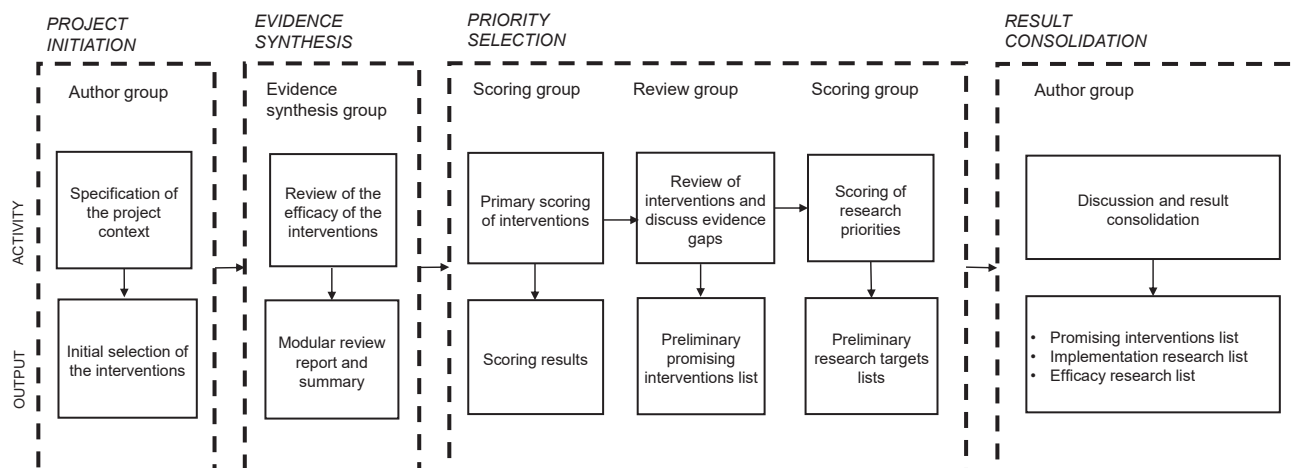 PROJECT
INITIATION
EVIDENCE
SYNTHESIS
PRIORITY
SELECTION
RESULT
CONSOLIDATION
Author group
Evidence
synthesis group
Scoring group
Review group
Scoring group
Author group
ACTIVITY
Specification of
the project
context
Review of the
efficacy of the
interventions
Primary scoring
of interventions
Review of
interventions and
discuss evidence
gaps
Scoring of
research
priorities
Discussion and result
consolidation
OUTPUT
Initial selection of
the interventions
Modular review
report and
summary
Scoring results
Preliminary
promising
interventions list
Preliminary
research targets
lists
• Promising interventions list
• Implementation research list
• Efficacy research list